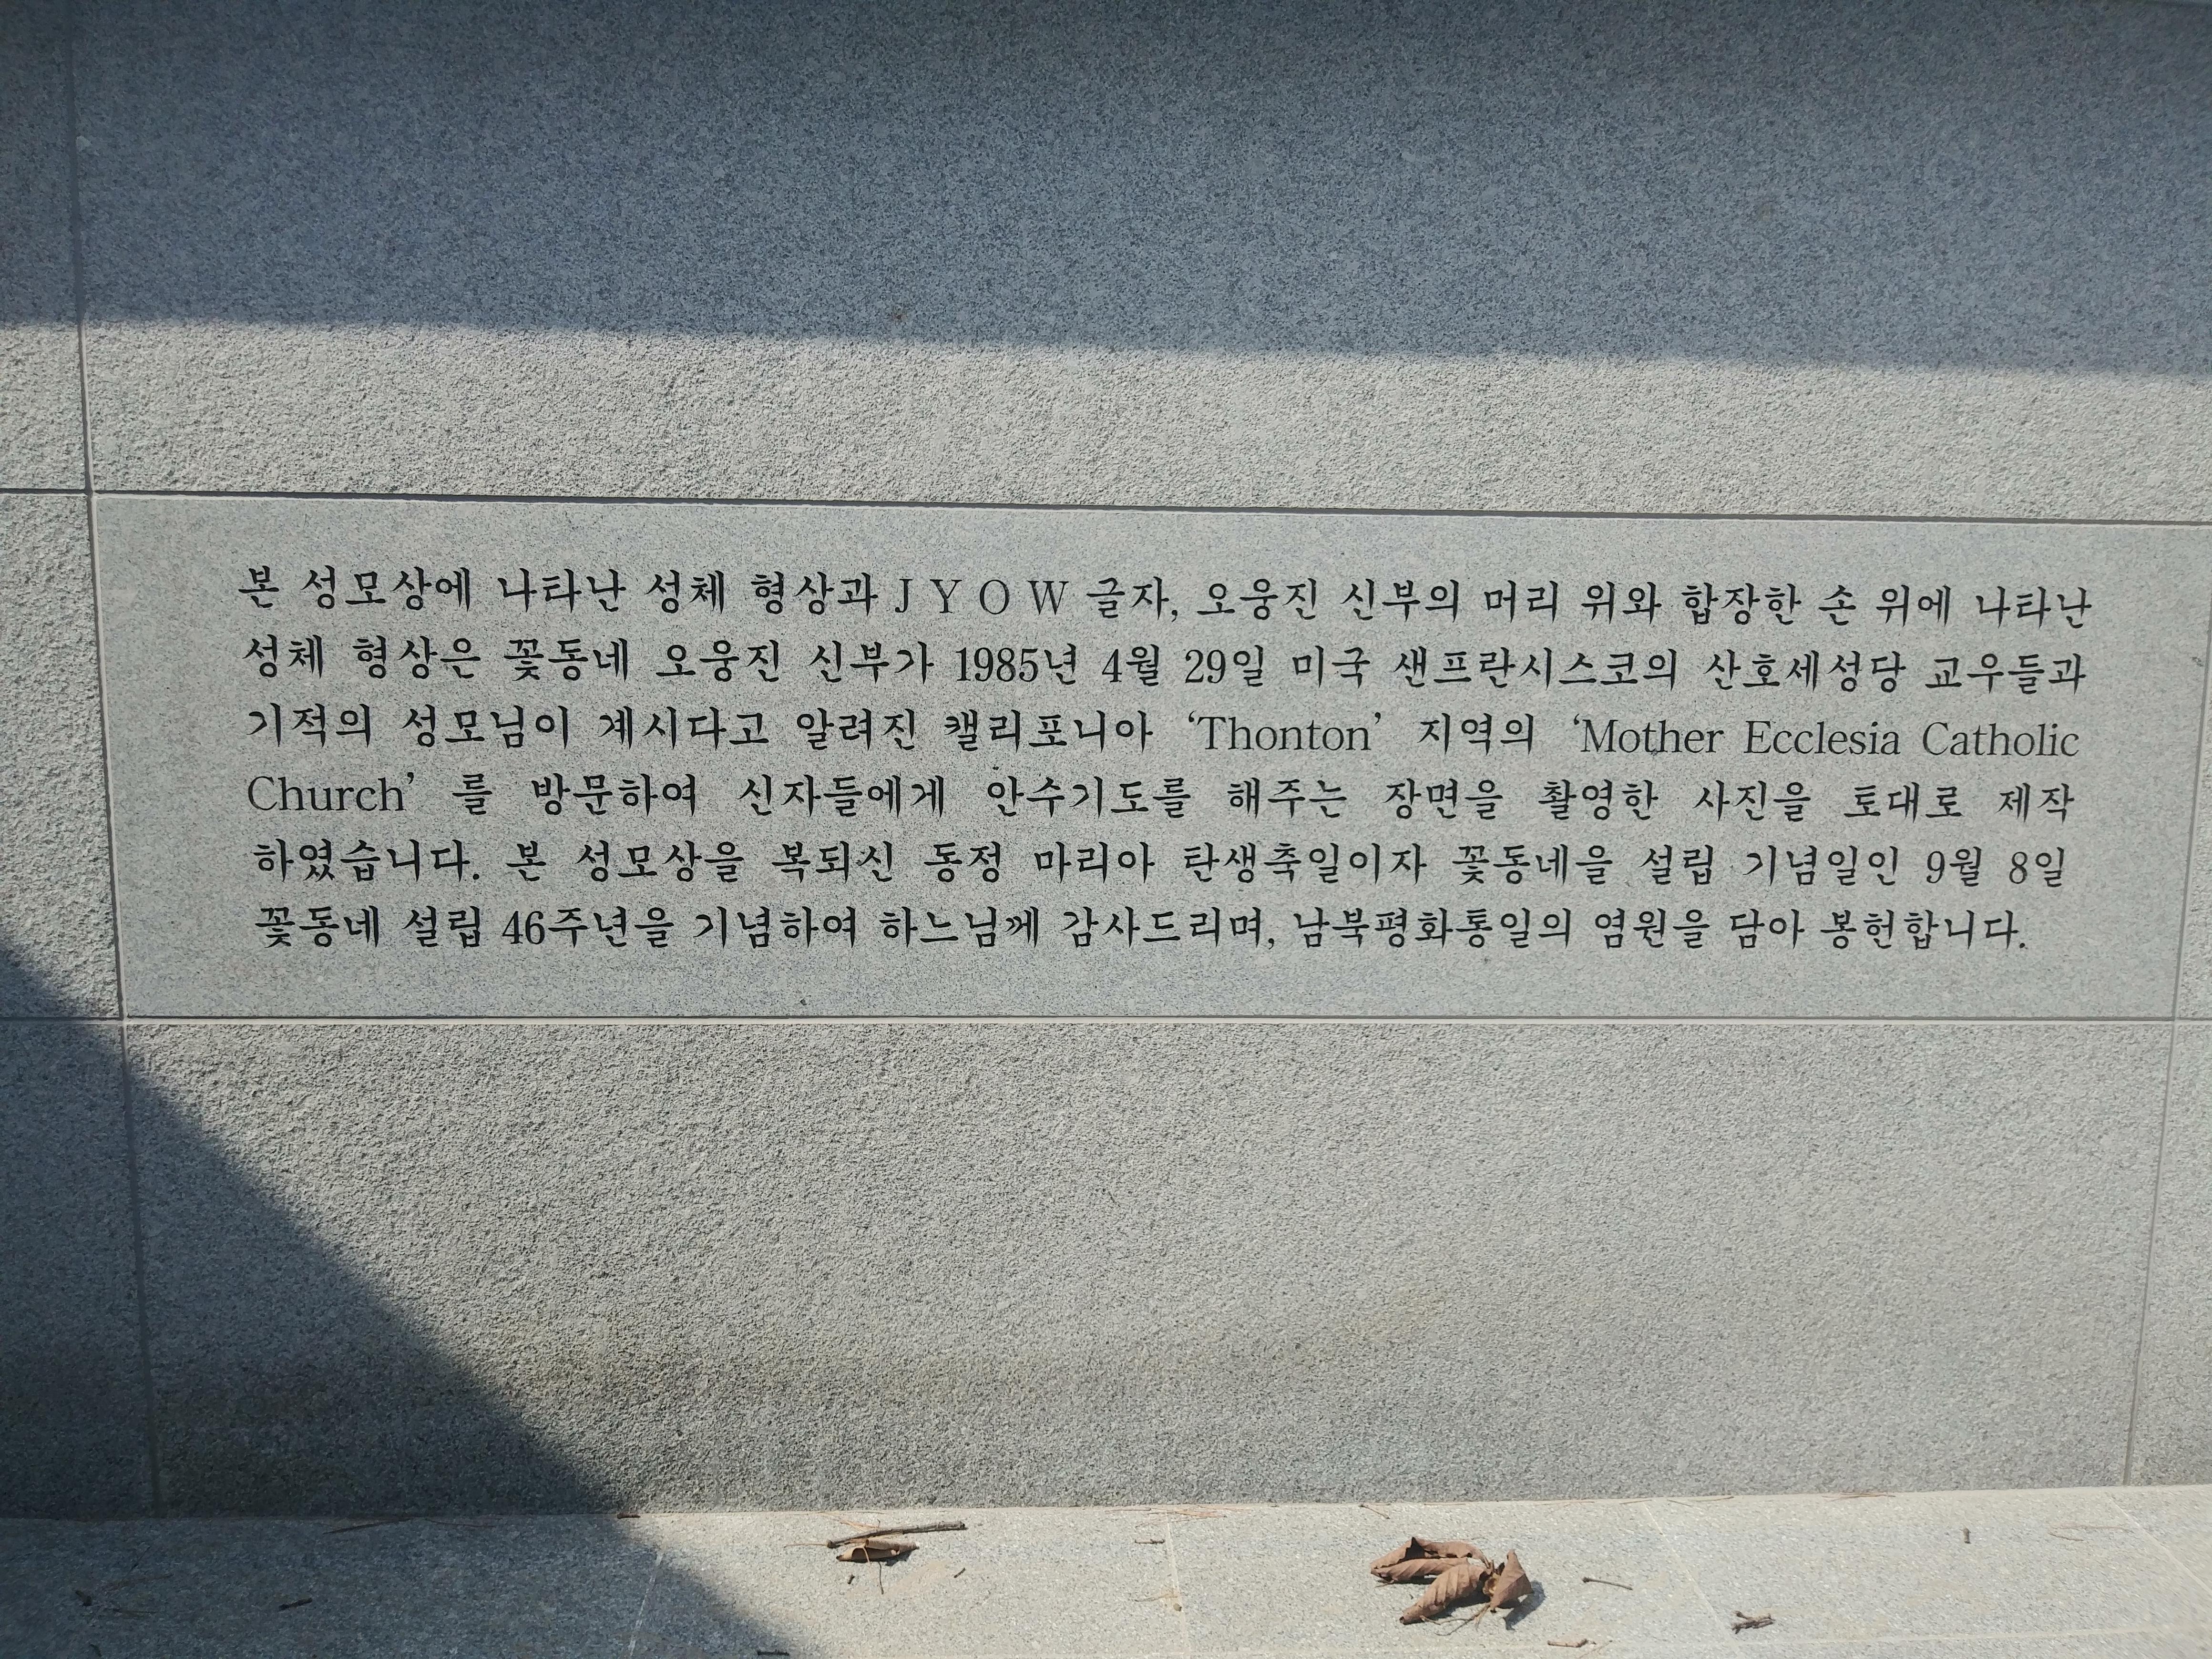 본 성모상에 나타난 성체 형상과 J Y O W 글자, 오웅진 신부의 머리 위와 합장한 손 위에 나타난
성체 형상은 꽃동네 오웅진 신부가 1985년 4월 29일 미국 샌프란시스코의 산호세성당 교우들과
기적의 성모님이 계시다고 알려진 캘리포니아 ‘Thonton’ 지역의 ‘Mother Ecclesia Catholic
Church’ 를 방문하여 신자들에게 안수기도를 해주는 장면을 촬영한 사진을 토대로 제작
하였습니다. 본 성모상을 복되신 동정 마리아 탄생축일이자 꽃동네을 설립 기념일인 9월 8일
꽃동네 설립 46주년을 기념하여 하느님께 감사드리며, 남북평화통일의 염원을 담아 봉헌합니다.